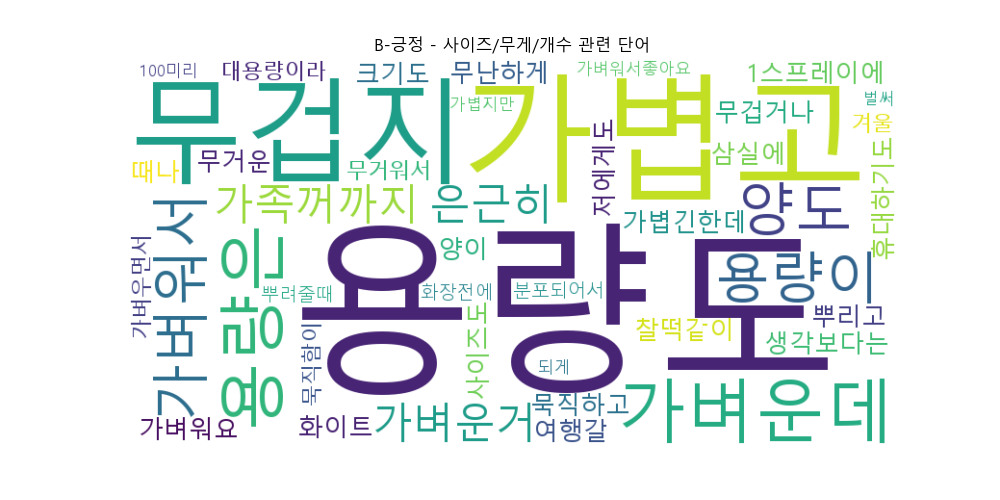 B-긍정 - 사이즈/무게/개수 관련 단어
100미리
대용량이라
크기도
무난하게
가벼워서좋아요
1스프레이에
벌써
무겁지
가볍고
가볍지만
무겁거나
겨울
때나
무거운
무거워서
저에게도
삼실에
휴대하기도
가족꺼까지
은근히
가볍긴한데
양도
가벼워서
용량은
양이
용량도
용량이
가벼우면서
뿌려줄때
화장전에
분포되어서
뿌리고
찰떡같이
생각보다는
묵직함이
사이즈도
되게
가벼워요
화이트
가벼운거
묵직하고
여행갈
가벼운데